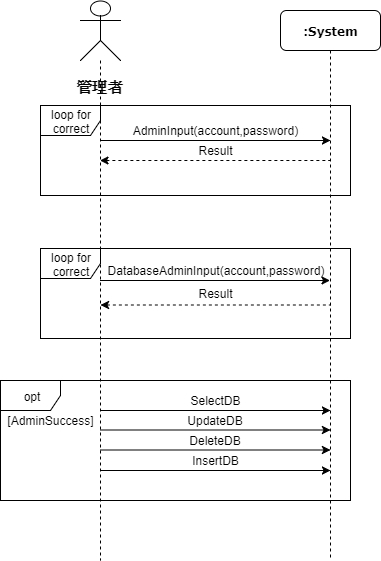 :System
管理者
loop for
correct
AdminInput(account,password)
Result
loop for
correct
DatabaseAdminInput(account,password)
Result
opt
[AdminSuccess]
SelectDB
UpdateDB
DeleteDB
InsertDB